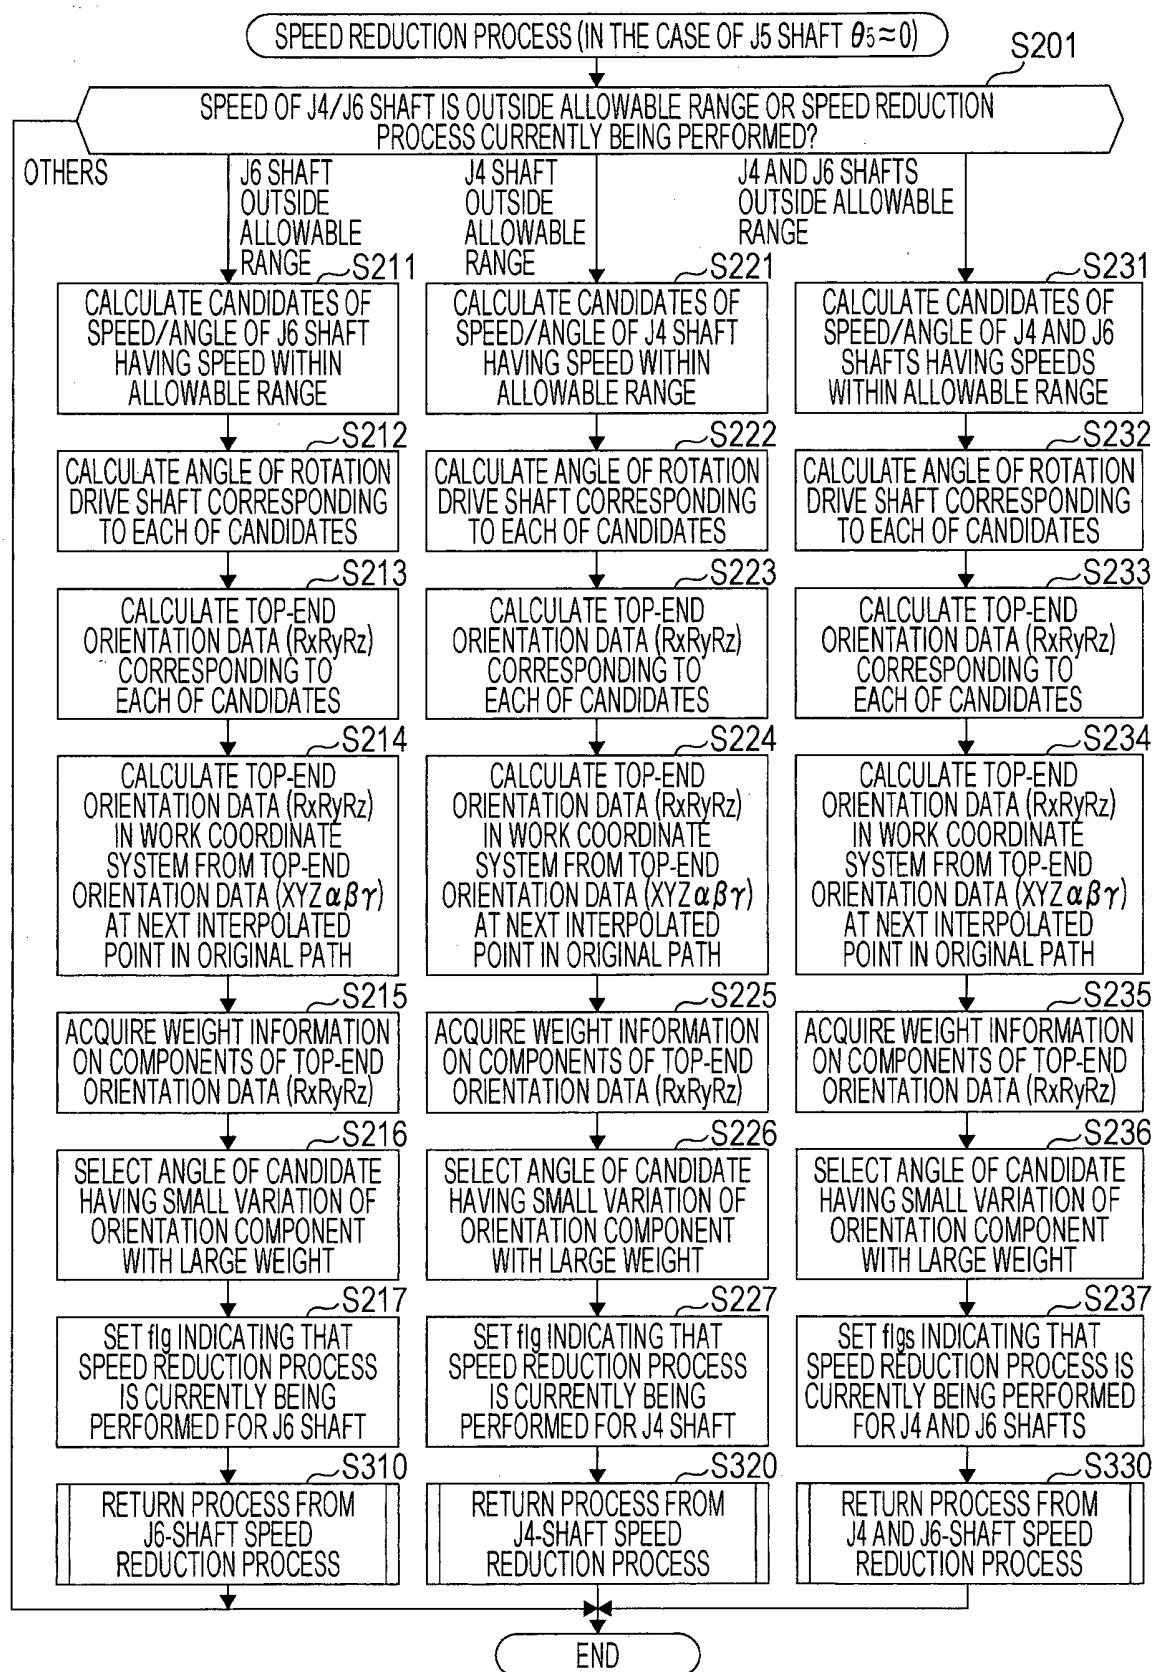 SPEED REDUCTION PROCESS (IN THE CASE OF J5 SHAFT θ5≈0)
S201
SPEED OF J4/J6 SHAFT IS OUTSIDE ALLOWABLE RANGE OR SPEED REDUCTION
PROCESS CURRENTLY BEING PERFORMED?
OTHERS
J6 SHAFT
OUTSIDE
ALLOWABLE
RANGE
J4 SHAFT
OUTSIDE
ALLOWABLE
RANGE
J4 AND J6 SHAFTS
OUTSIDE ALLOWABLE
RANGE
S211
CALCULATE CANDIDATES OF
SPEED/ANGLE OF J6 SHAFT
HAVING SPEED WITHIN
ALLOWABLE RANGE
S212
CALCULATE ANGLE OF ROTATION
DRIVE SHAFT CORRESPONDING
TO EACH OF CANDIDATES
S213
CALCULATE TOP-END
ORIENTATION DATA (RxRyRz)
CORRESPONDING TO
EACH OF CANDIDATES
S214
CALCULATE TOP-END
ORIENTATION DATA (RxRyRz)
IN WORK COORDINATE
SYSTEM FROM TOP-END
ORIENTATION DATA (XYZαβγ)
AT NEXT INTERPOLATED
POINT IN ORIGINAL PATH
S215
ACQUIRE WEIGHT INFORMATION
ON COMPONENTS OF TOP-END
ORIENTATION DATA (RxRyRz)
S216
SELECT ANGLE OF CANDIDATE
HAVING SMALL VARIATION OF
ORIENTATION COMPONENT
WITH LARGE WEIGHT
S217
SET flg INDICATING THAT
SPEED REDUCTION PROCESS
IS CURRENTLY BEING
PERFORMED FOR J6 SHAFT
S310
RETURN PROCESS FROM
J6-SHAFT SPEED
REDUCTION PROCESS
S221
CALCULATE CANDIDATES OF
SPEED/ANGLE OF J4 SHAFT
HAVING SPEED WITHIN
ALLOWABLE RANGE
S222
CALCULATE ANGLE OF ROTATION
DRIVE SHAFT CORRESPONDING
TO EACH OF CANDIDATES
S223
CALCULATE TOP-END
ORIENTATION DATA (RxRyRz)
CORRESPONDING TO
EACH OF CANDIDATES
S224
CALCULATE TOP-END
ORIENTATION DATA (RxRyRz)
IN WORK COORDINATE
SYSTEM FROM TOP-END
ORIENTATION DATA (XYZαβγ)
AT NEXT INTERPOLATED
POINT IN ORIGINAL PATH
S225
ACQUIRE WEIGHT INFORMATION
ON COMPONENTS OF TOP-END
ORIENTATION DATA (RxRyRz)
S226
SELECT ANGLE OF CANDIDATE
HAVING SMALL VARIATION OF
ORIENTATION COMPONENT
WITH LARGE WEIGHT
S227
SET flg INDICATING THAT
SPEED REDUCTION PROCESS
IS CURRENTLY BEING
PERFORMED FOR J4 SHAFT
S320
RETURN PROCESS FROM
J4-SHAFT SPEED
REDUCTION PROCESS
S231
CALCULATE CANDIDATES OF
SPEED/ANGLE OF J4 AND J6
SHAFTS HAVING SPEEDS
WITHIN ALLOWABLE RANGE
S232
CALCULATE ANGLE OF ROTATION
DRIVE SHAFT CORRESPONDING
TO EACH OF CANDIDATES
S233
CALCULATE TOP-END
ORIENTATION DATA (RxRyRz)
CORRESPONDING TO
EACH OF CANDIDATES
S234
CALCULATE TOP-END
ORIENTATION DATA (RxRyRz)
IN WORK COORDINATE
SYSTEM FROM TOP-END
ORIENTATION DATA (XYZαβγ)
AT NEXT INTERPOLATED
POINT IN ORIGINAL PATH
S235
ACQUIRE WEIGHT INFORMATION
ON COMPONENTS OF TOP-END
ORIENTATION DATA (RxRyRz)
S236
SELECT ANGLE OF CANDIDATE
HAVING SMALL VARIATION OF
ORIENTATION COMPONENT
WITH LARGE WEIGHT
S237
SET flgs INDICATING THAT
SPEED REDUCTION PROCESS IS
CURRENTLY BEING PERFORMED
FOR J4 AND J6 SHAFTS
S330
RETURN PROCESS FROM
J4 AND J6-SHAFT SPEED
REDUCTION PROCESS
END